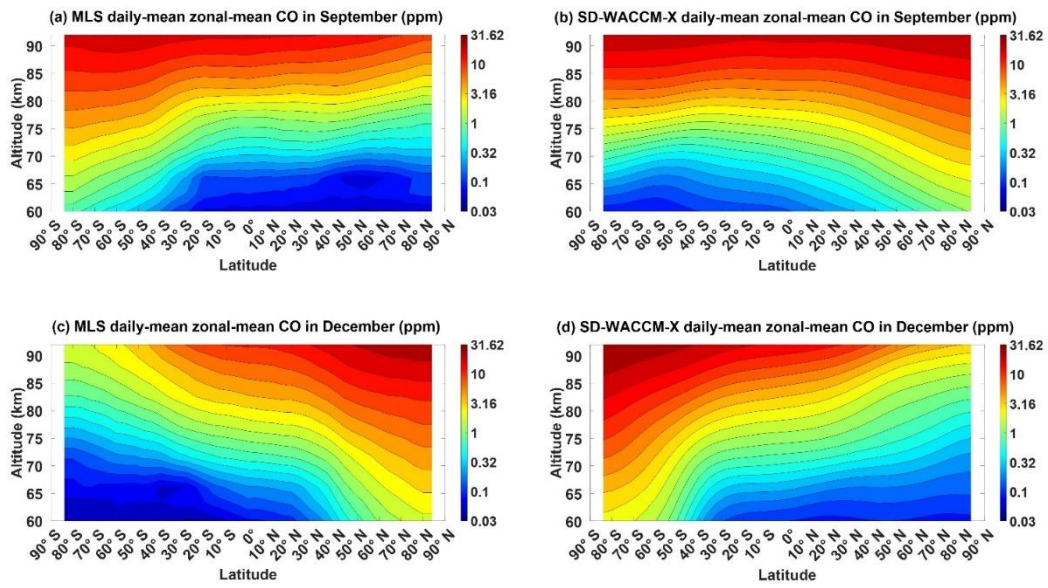 (a) MLS daily-mean zonal-mean CO in September (ppm)
Altitude (km)
90
85
80
75
70
65
60
90° S
80° S
70° S
60° S
50° S
40° S
30° S
20° S
10° S
0°
10° N
20° N
30° N
40° N
50° N
60° N
70° N
80° N
90° N
Latitude
31.62
10
3.16
1
0.32
0.1
0.03
(b) SD-WACCM-X daily-mean zonal-mean CO in September (ppm)
Altitude (km)
90
85
80
75
70
65
60
90° S
80° S
70° S
60° S
50° S
40° S
30° S
20° S
10° S
0°
10° N
20° N
30° N
40° N
50° N
60° N
70° N
80° N
90° N
Latitude
31.62
10
3.16
1
0.32
0.1
0.03
(c) MLS daily-mean zonal-mean CO in December (ppm)
Altitude (km)
90
85
80
75
70
65
60
90° S
80° S
70° S
60° S
50° S
40° S
30° S
20° S
10° S
0°
10° N
20° N
30° N
40° N
50° N
60° N
70° N
80° N
90° N
Latitude
31.62
10
3.16
1
0.32
0.1
0.03
(d) SD-WACCM-X daily-mean zonal-mean CO in December (ppm)
Altitude (km)
90
85
80
75
70
65
60
90° S
80° S
70° S
60° S
50° S
40° S
30° S
20° S
10° S
0°
10° N
20° N
30° N
40° N
50° N
60° N
70° N
80° N
90° N
Latitude
31.62
10
3.16
1
0.32
0.1
0.03